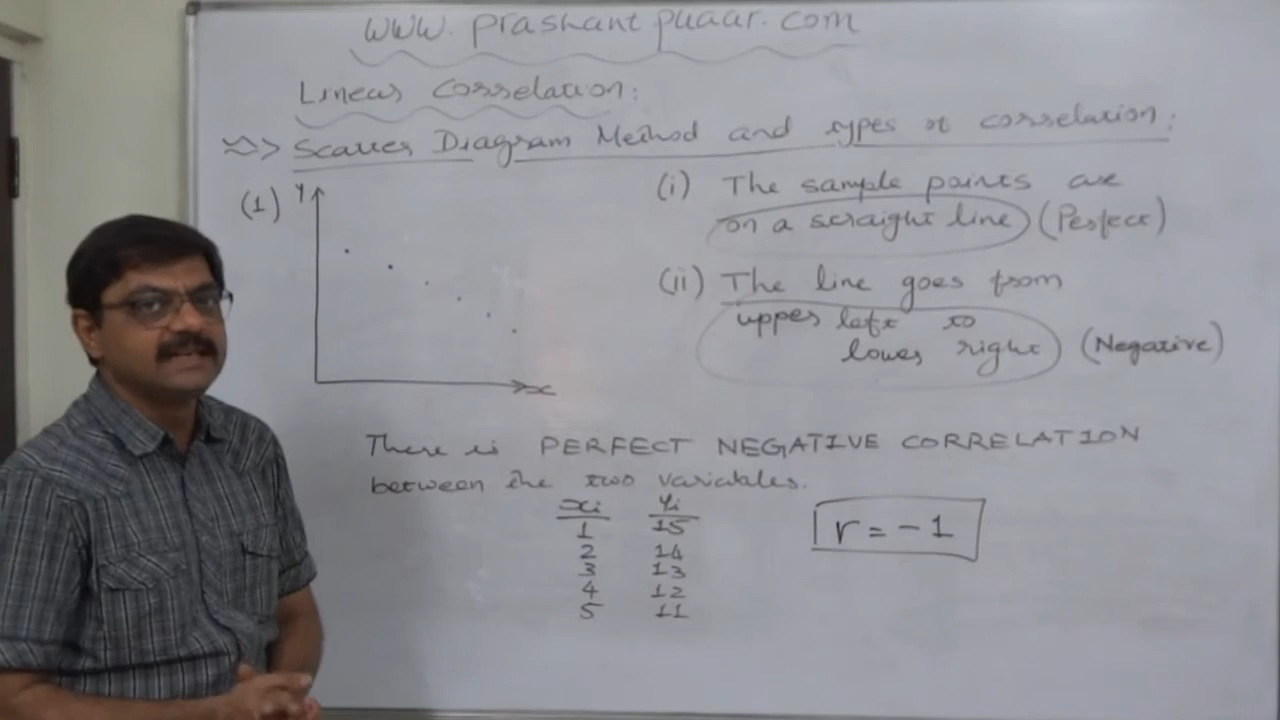 www.prashantpuaar.com
Linear Correlation:
=> Scatter Diagram Method and types of correlation:
(1)
Y
x
(i) The sample points are
on a straight line (Perfect)
(ii) The line goes from
upper left to
lower right (Negative)
There is PERFECT NEGATIVE CORRELATION
between the two variables.
xi yi
1 15
2 14
3 13
4 12
5 11
r = -1